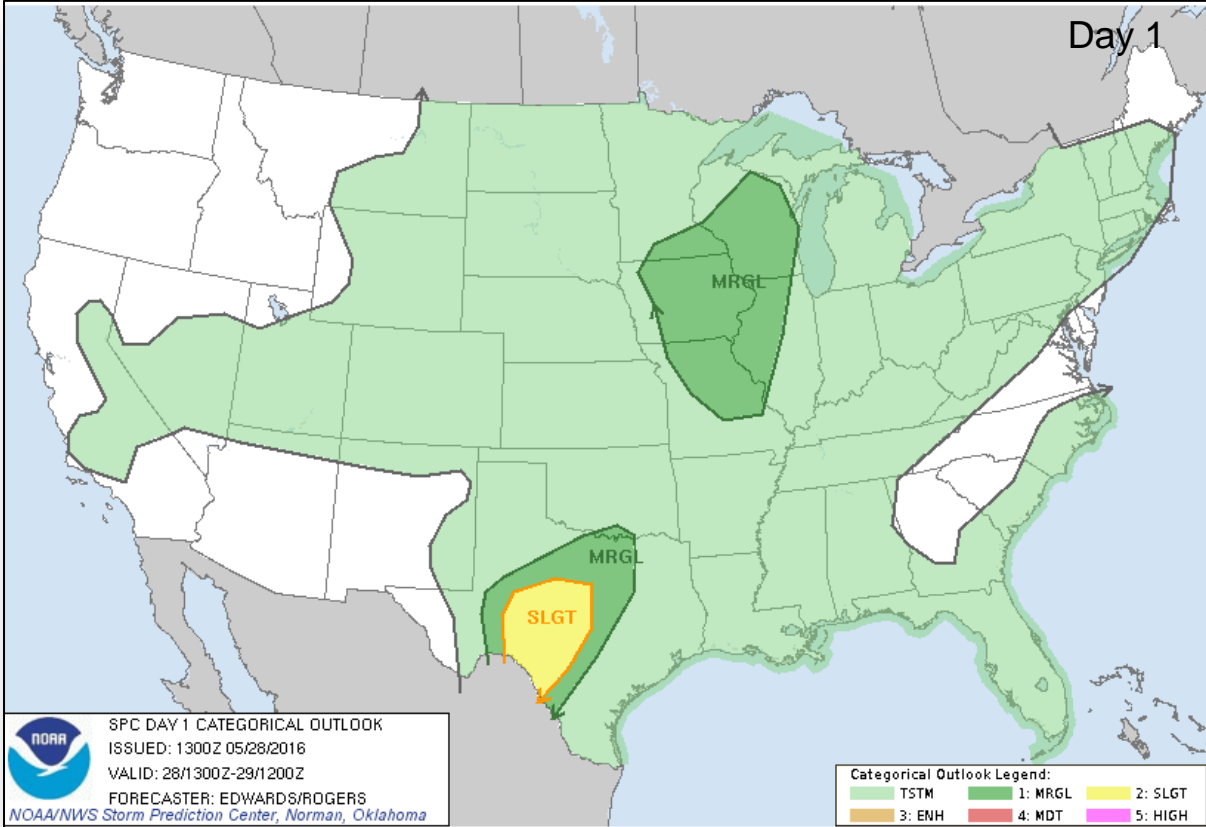 Day 1
MRGL
MRGL
SLGT
NOAA
SPC DAY 1 CATEGORICAL OUTLOOK
ISSUED: 1300Z 05/28/2016
VALID: 28/1300Z-29/1200Z
FORECASTER: EDWARDS/ROGERS
NOAA/NWS Storm Prediction Center, Norman, Oklahoma
Categorical Outlook Legend:
TSTM 1: MRGL 2: SLGT
3: ENH 4: MDT 5: HIGH